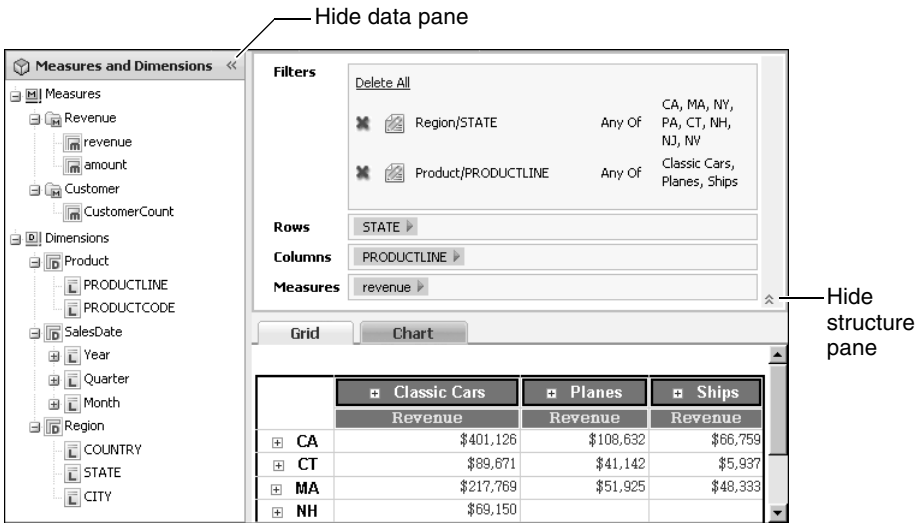 Hide data pane
Measures and Dimensions «
Measures
Revenue
revenue
amount
Customer
CustomerCount
Dimensions
Product
PRODUCTLINE
PRODUCTCODE
SalesDate
Year
Quarter
Month
Region
COUNTRY
STATE
CITY
Filters
Delete All
Region/STATE Any Of CA, MA, NY,
PA, CT, NH,
NJ, NV
Product/PRODUCTLINE Any Of Classic Cars,
Planes, Ships
Rows STATE
Columns PRODUCTLINE
Measures revenue
Hide
structure
pane
Grid Chart
Classic Cars Planes Ships
Revenue Revenue Revenue
CA $401,126 $108,632 $66,759
CT $89,671 $41,142 $5,937
MA $217,769 $51,925 $48,333
NH $69,150